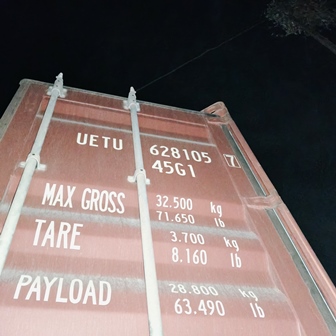 UETU 628105 7
45G1
MAX GROSS 32.500 kg
71.650 lb
TARE 3.700 kg
8.160 lb
PAYLOAD 28.800 kg
63.490 lb